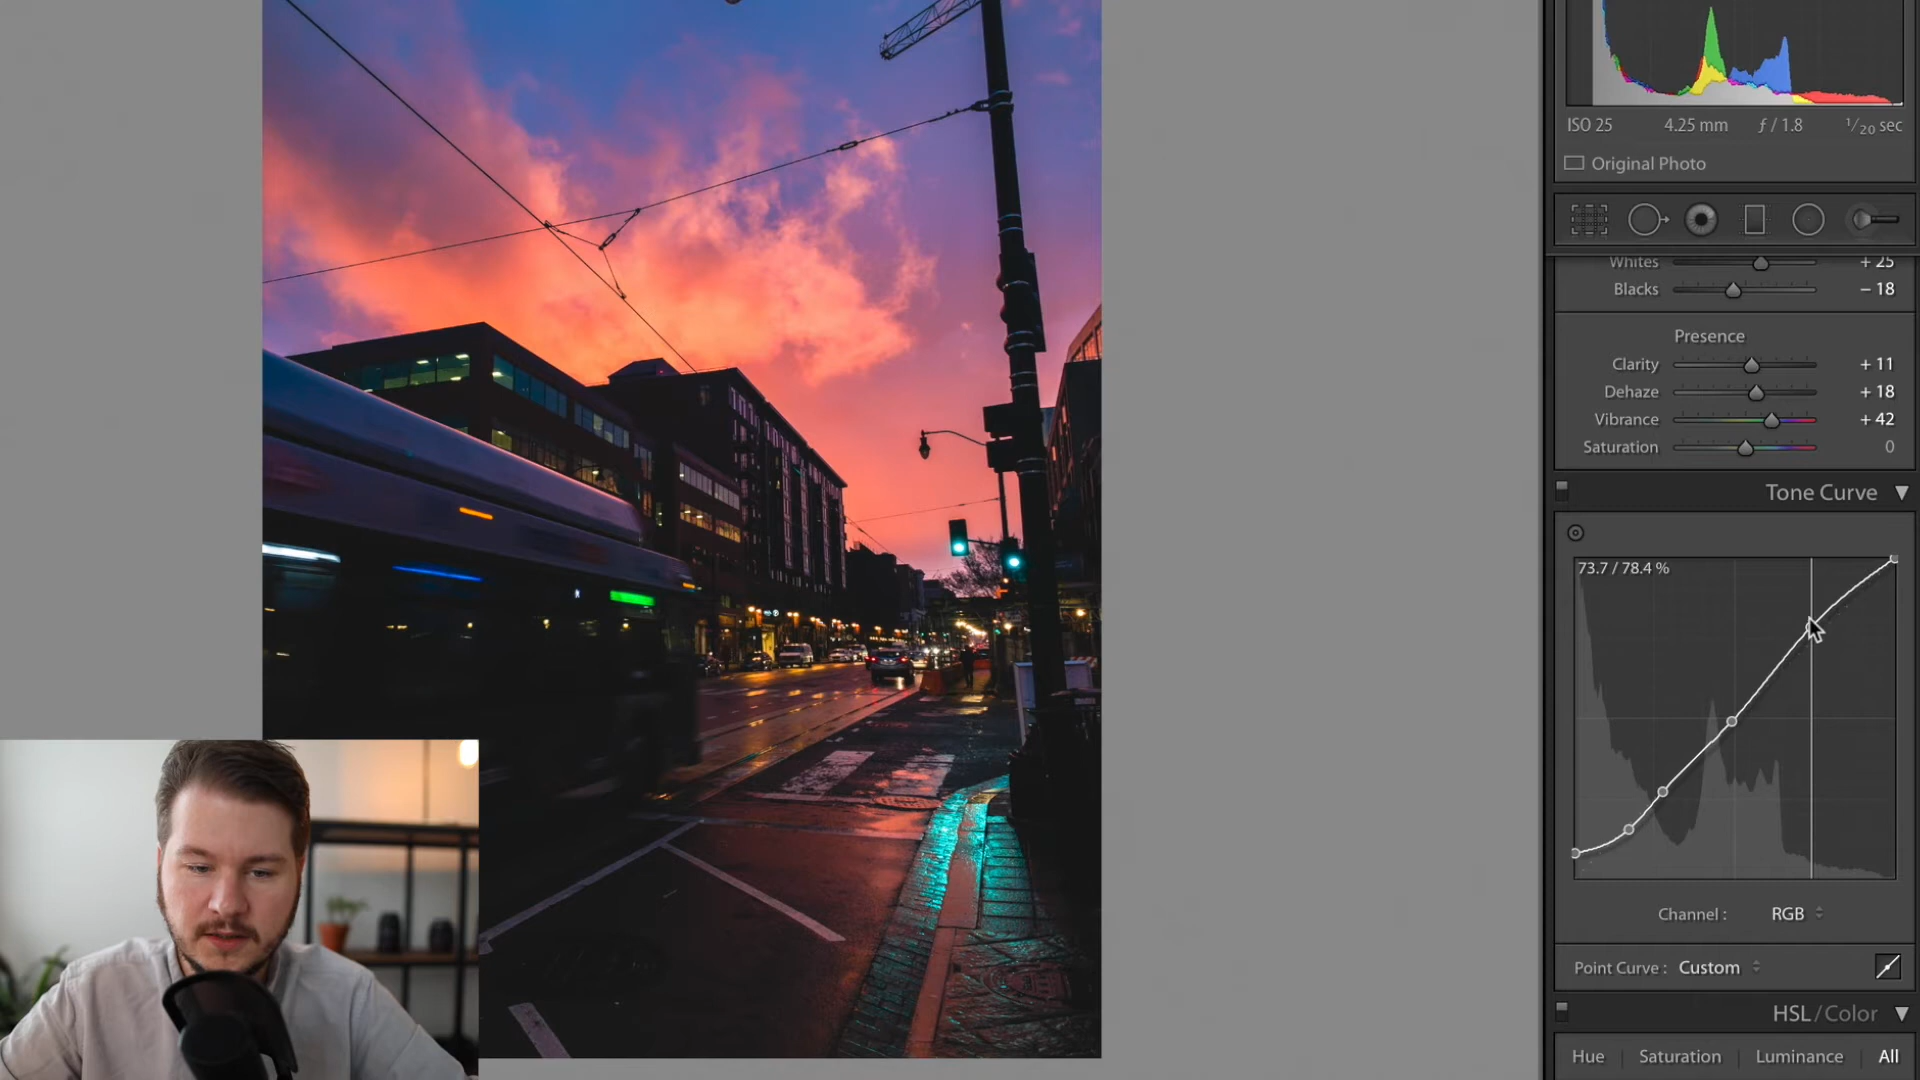 ISO 25 4.25 mm ƒ / 1.8 1/20 sec
Original Photo
Whites + 25
Blacks − 18
Presence
Clarity + 11
Dehaze + 18
Vibrance + 42
Saturation 0
Tone Curve
73.7 / 78.4 %
Channel : RGB
Point Curve : Custom
HSL / Color
Hue Saturation Luminance All